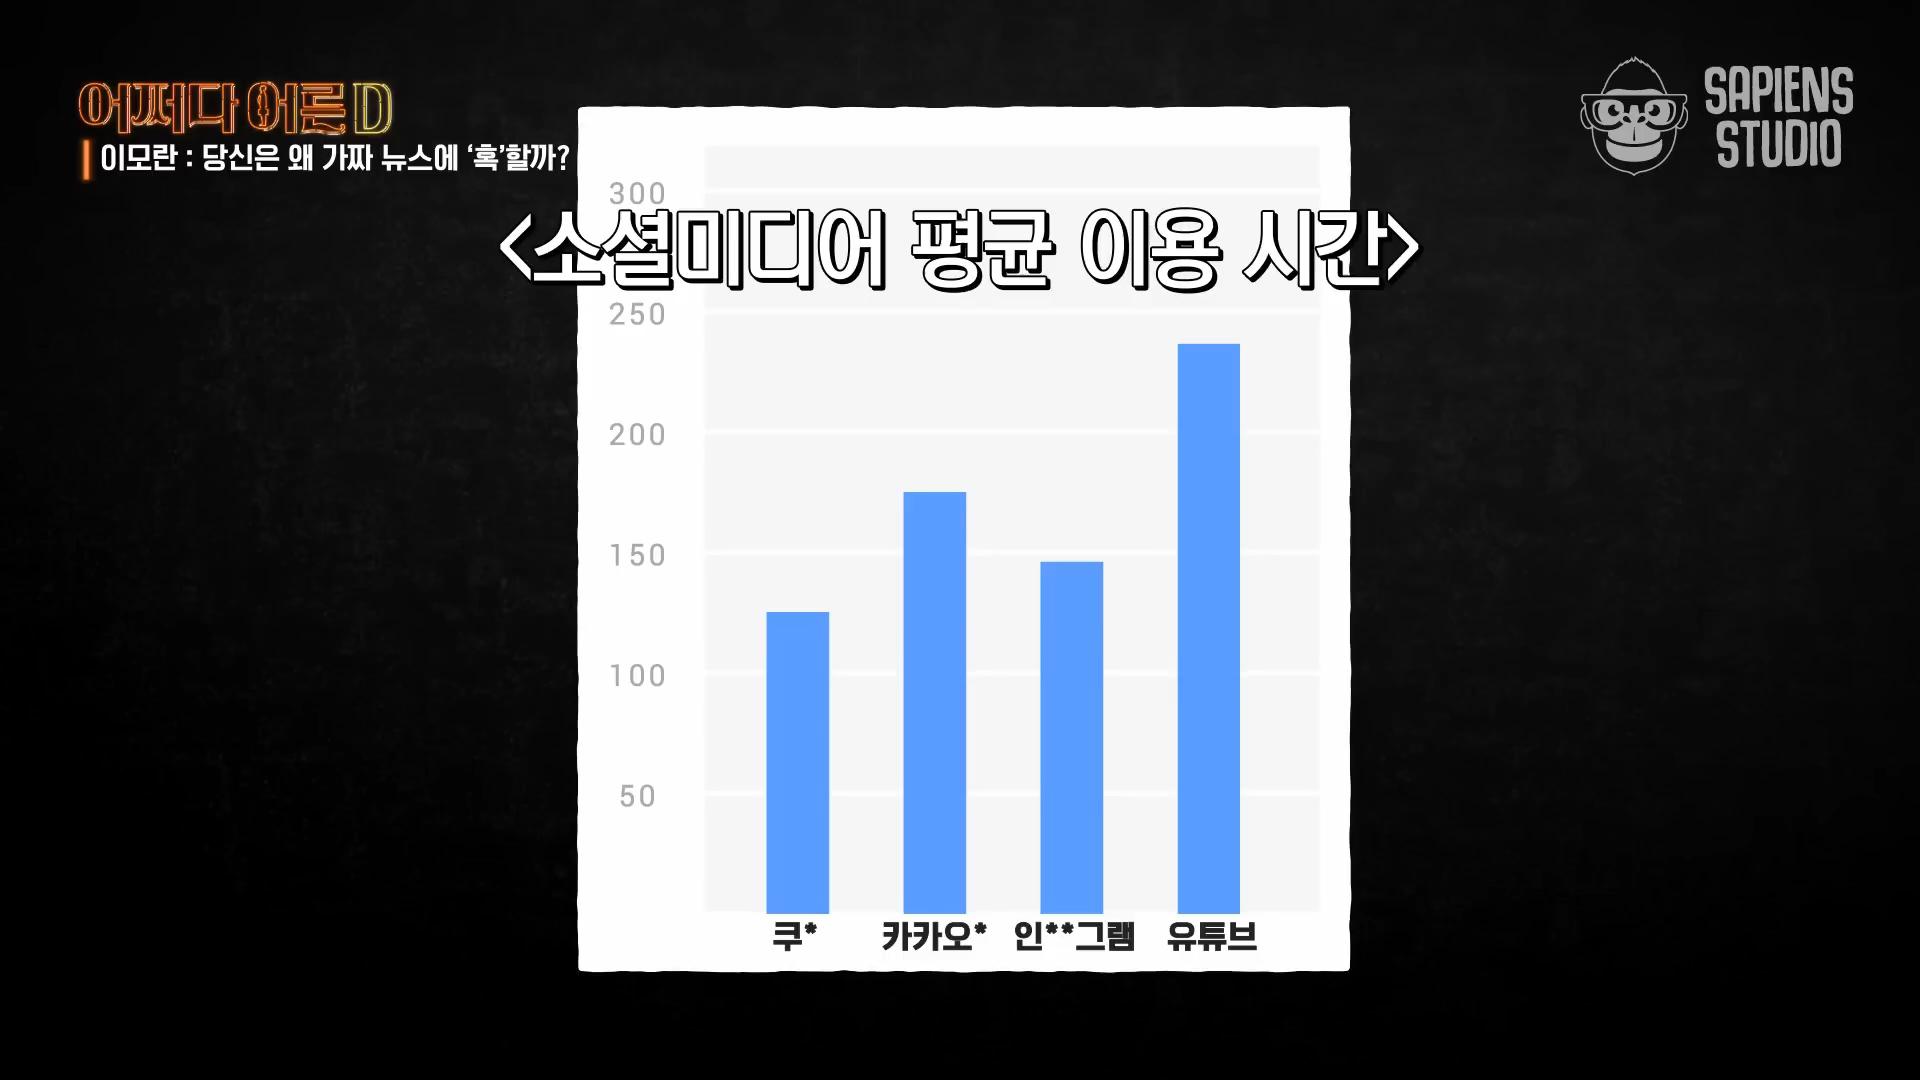 어쩌다 어른 D
이모란 : 당신은 왜 가짜 뉴스에 ‘혹’할까?
SAPIENS
STUDIO
<소셜미디어 평균 이용 시간>
300
250
200
150
100
50
쿠* 카카오* 인**그램 유튜브